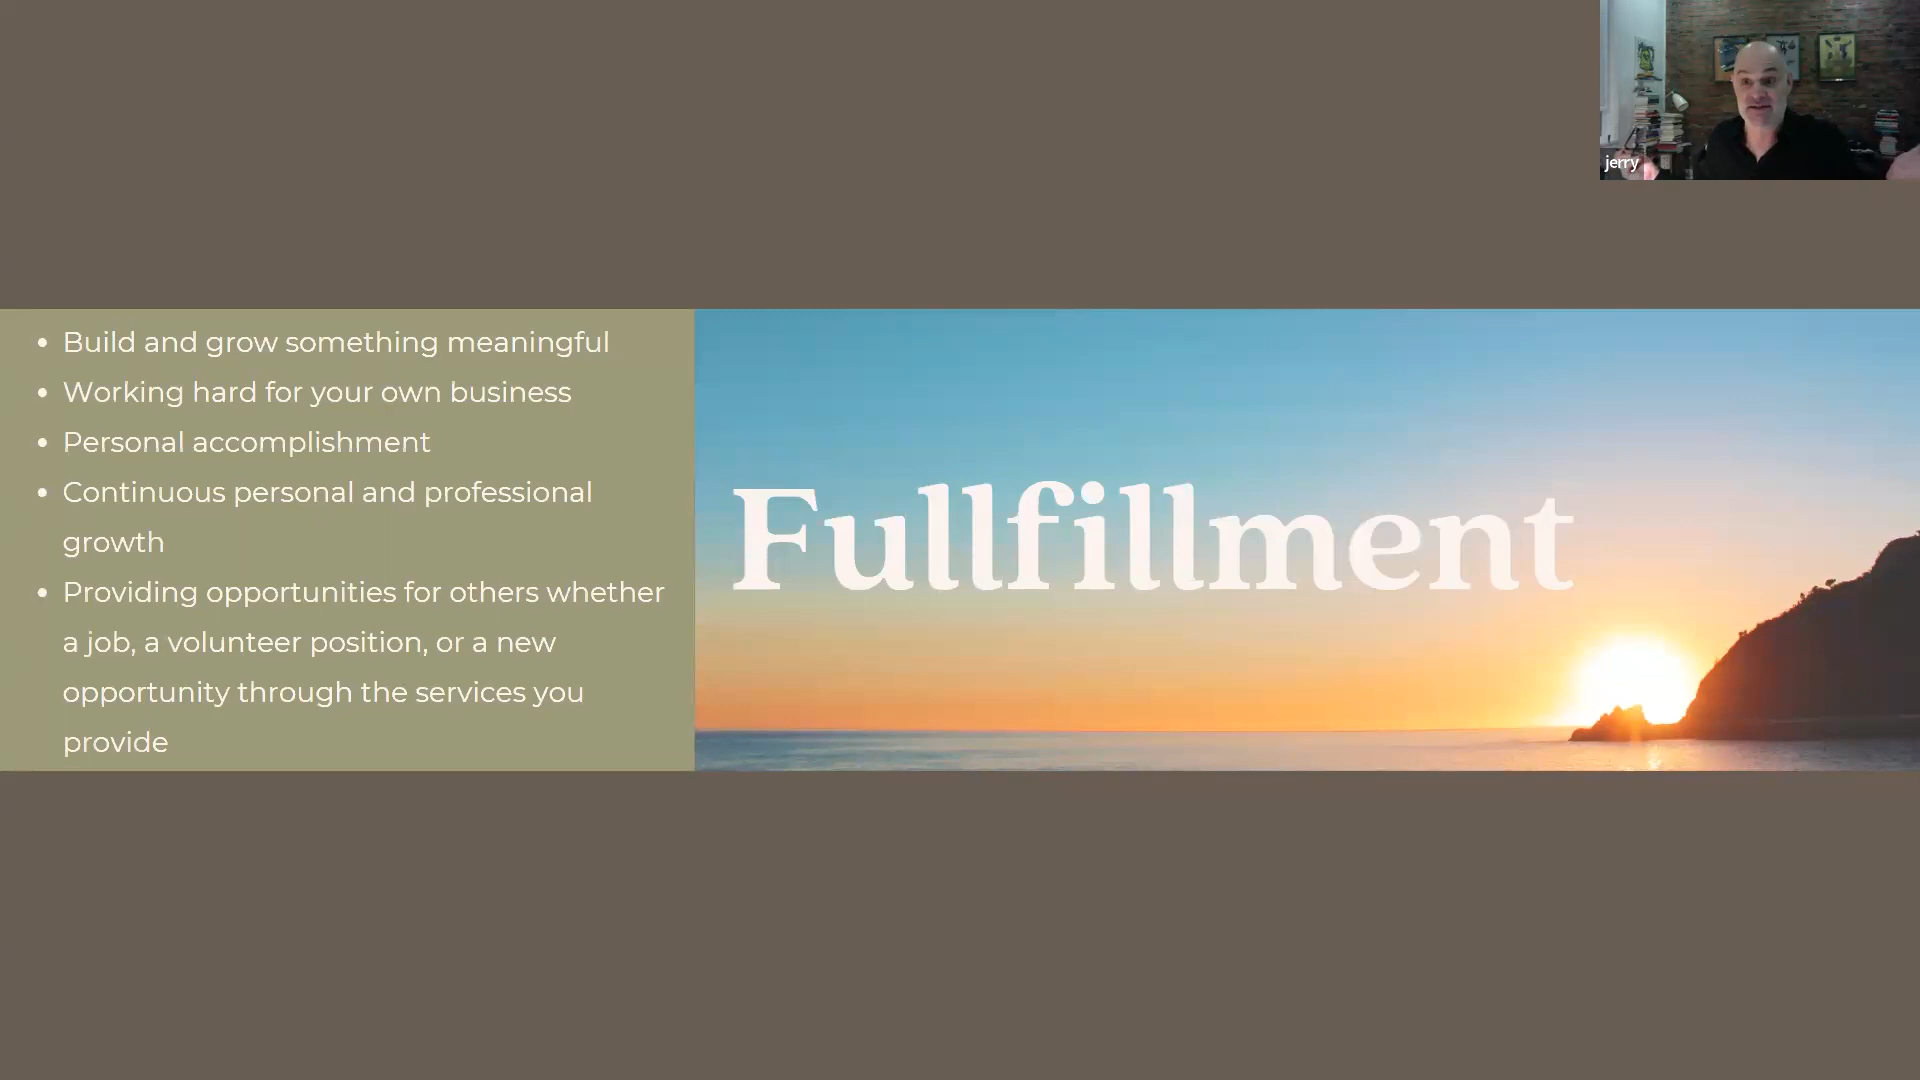 jerry
• Build and grow something meaningful
• Working hard for your own business
• Personal accomplishment
• Continuous personal and professional
growth
• Providing opportunities for others whether
a job, a volunteer position, or a new
opportunity through the services you
provide
Fullfillment